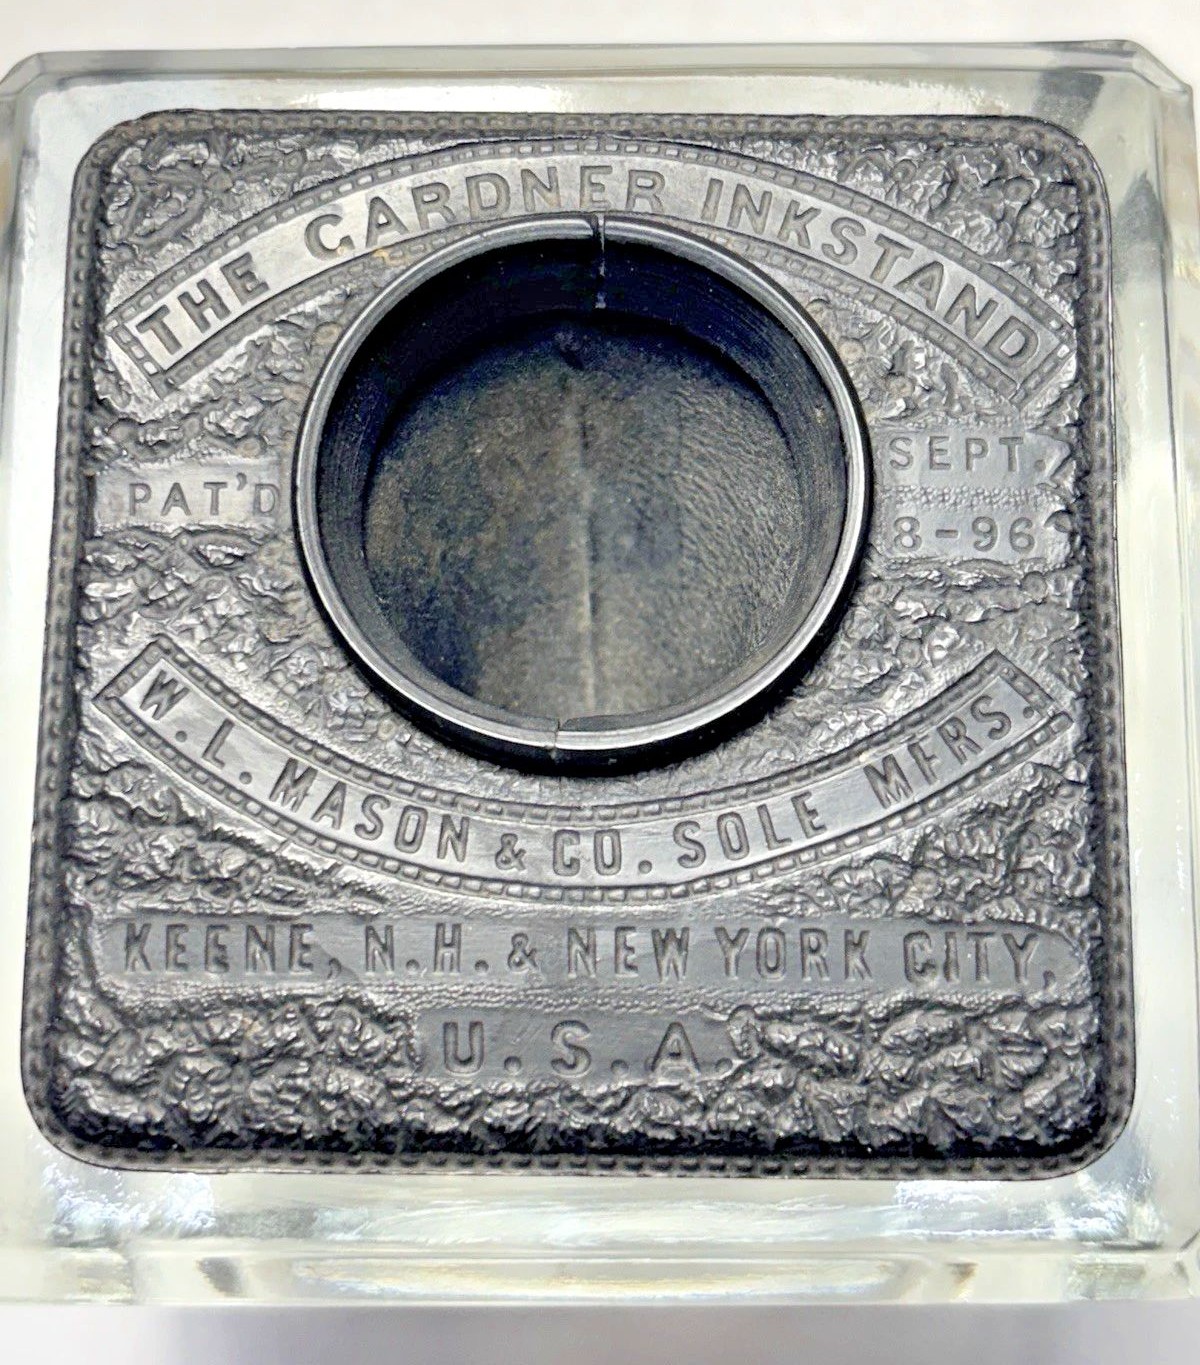 THE GARDNER INKSTAND
PAT'D
SEPT.
8-96
W. L. MASON & CO. SOLE MFRS.
KEENE, N.H. & NEW YORK CITY,
U.S.A.